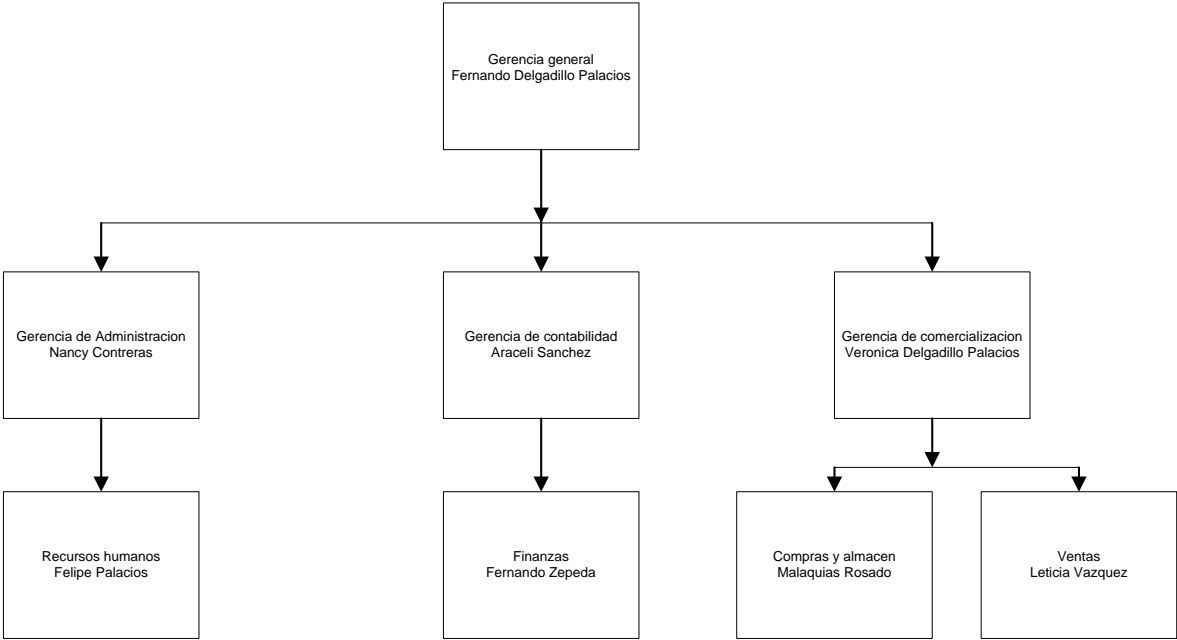 Gerencia general
Fernando Delgadillo Palacios
Gerencia de Administracion
Nancy Contreras
Gerencia de contabilidad
Araceli Sanchez
Gerencia de comercializacion
Veronica Delgadillo Palacios
Recursos humanos
Felipe Palacios
Finanzas
Fernando Zepeda
Compras y almacen
Malaquias Rosado
Ventas
Leticia Vazquez